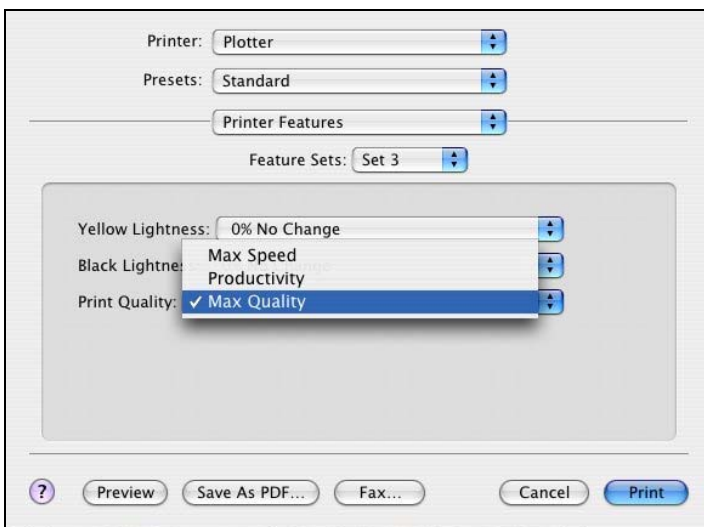 Printer: Plotter
Presets: Standard
Printer Features
Feature Sets: Set 3
Yellow Lightness: 0% No Change
Max Speed
Black
Productivity
Print Quality: ✓ Max Quality
? Preview Save As PDF... Fax... Cancel Print